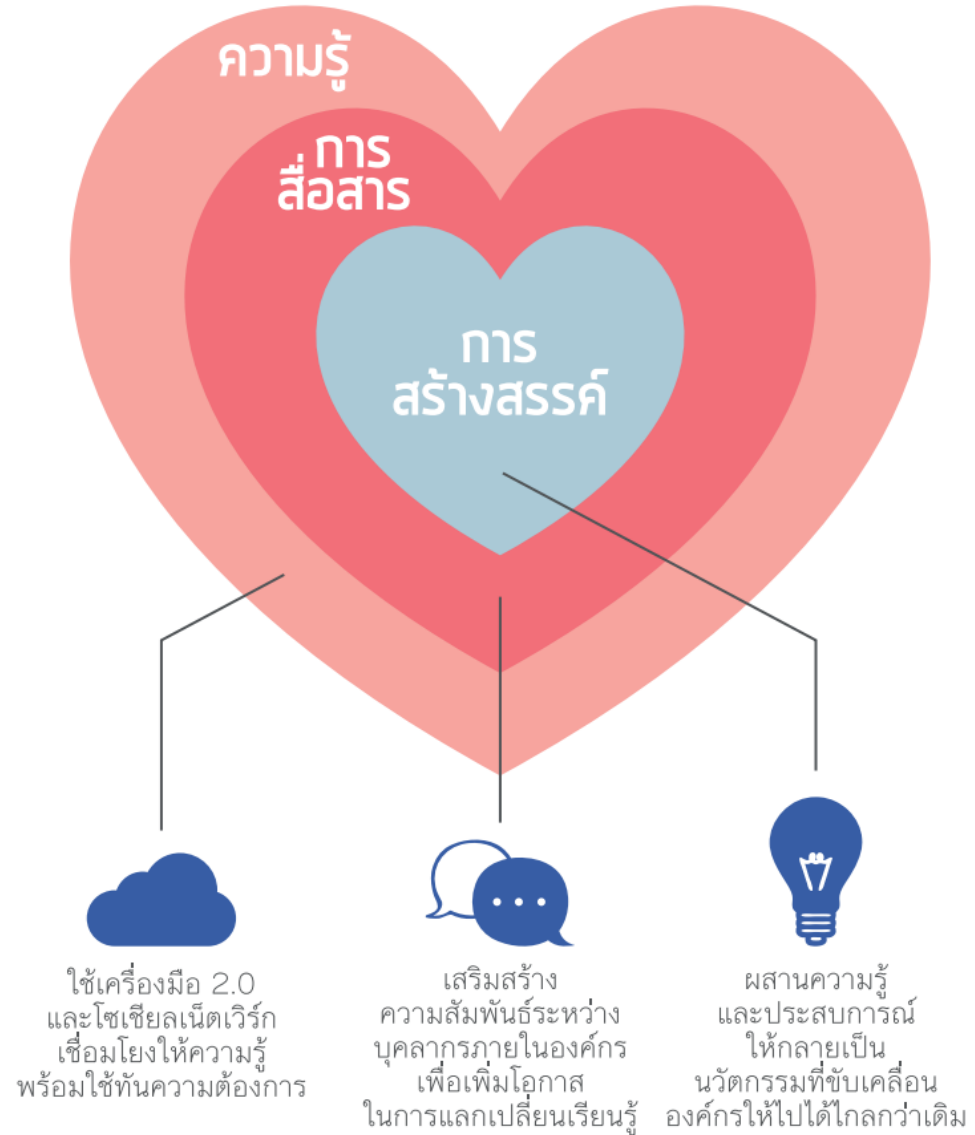 ความรู้
การ
สื่อสาร
การ
สร้างสรรค์
ใช้เครื่องมือ 2.0
และโซเชียลเน็ตเวิร์ก
เชื่อมโยงให้ความรู้
พร้อมใช้ทันความต้องการ
เสริมสร้าง
ความสัมพันธ์ระหว่าง
บุคลากรภายในองค์กร
เพื่อเพิ่มโอกาส
ในการแลกเปลี่ยนเรียนรู้
ผสานความรู้
และประสบการณ์
ให้กลายเป็น
นวัตกรรมที่ขับเคลื่อน
องค์กรให้ไปได้ไกลกว่าเดิม